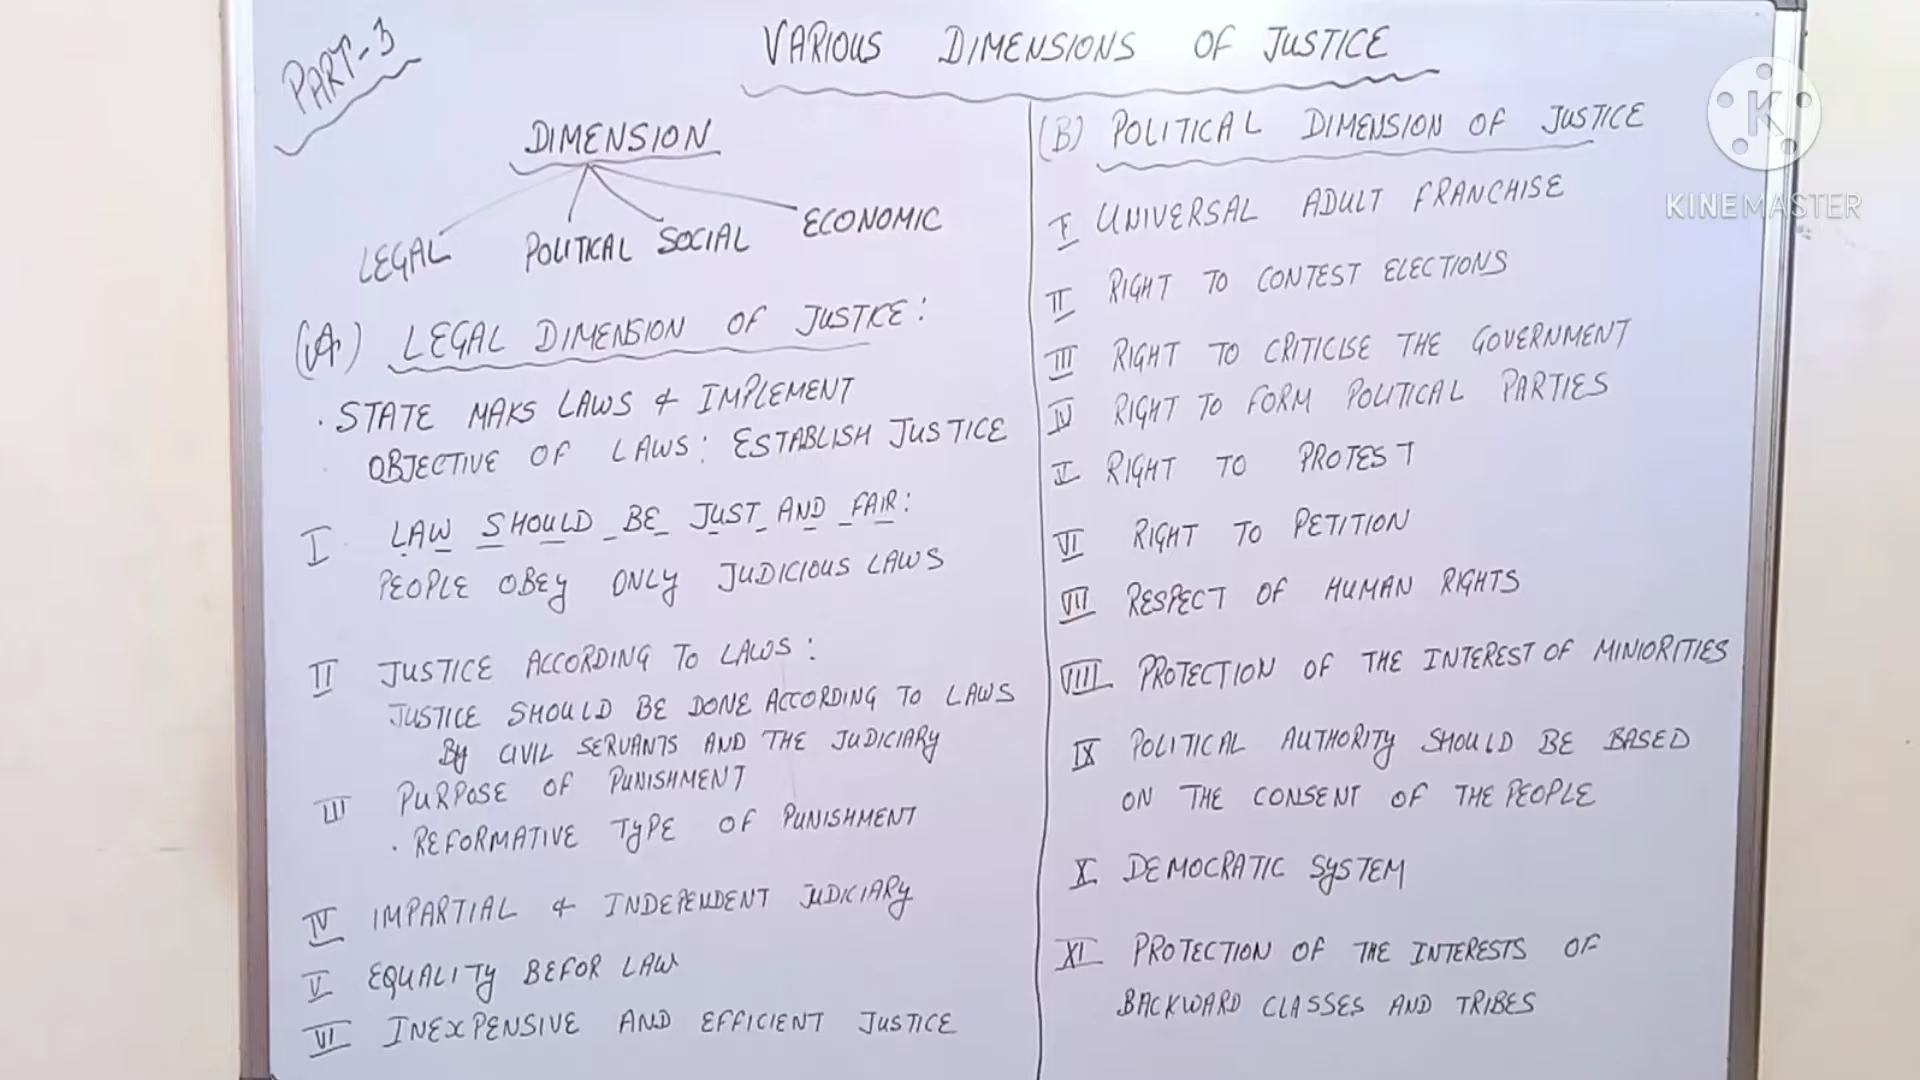 PART-3
VARIOUS DIMENSIONS OF JUSTICE
DIMENSION
LEGAL POLITICAL SOCIAL ECONOMIC
(A) LEGAL DIMENSION OF JUSTICE:
. STATE MAKS LAWS & IMPLEMENT
OBJECTIVE OF LAWS: ESTABLISH JUSTICE
I LAW SHOULD BE JUST AND FAIR:
PEOPLE OBEY ONLY JUDICIOUS LAWS
II JUSTICE ACCORDING TO LAWS:
JUSTICE SHOULD BE DONE ACCORDING TO LAWS
By CIVIL SERVANTS AND THE JUDICIARY
III PURPOSE OF PUNISHMENT
. REFORMATIVE TYPE OF PUNISHMENT
IV IMPARTIAL & INDEPENDENT JUDICIARY
V EQUALITY BEFOR LAW
VI INEXPENSIVE AND EFFICIENT JUSTICE
(B) POLITICAL DIMENSION OF JUSTICE
I UNIVERSAL ADULT FRANCHISE
II RIGHT TO CONTEST ELECTIONS
III RIGHT TO CRITICISE THE GOVERNMENT
IV RIGHT TO FORM POLITICAL PARTIES
V RIGHT TO PROTEST
VI RIGHT TO PETITION
VII RESPECT OF HUMAN RIGHTS
VIII PROTECTION OF THE INTEREST OF MINIORITIES
IX POLITICAL AUTHORITY SHOULD BE BASED
ON THE CONSENT OF THE PEOPLE
X DEMOCRATIC SYSTEM
XI PROTECTION OF THE INTERESTS OF
BACKWARD CLASSES AND TRIBES
K
KINEMASTER